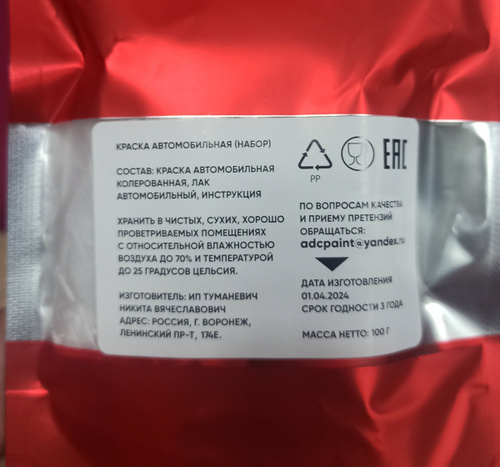 КРАСКА АВТОМОБИЛЬНАЯ (НАБОР)
СОСТАВ: КРАСКА АВТОМОБИЛЬНАЯ
КОЛЕРОВАННАЯ, ЛАК
АВТОМОБИЛЬНЫЙ, ИНСТРУКЦИЯ
ХРАНИТЬ В ЧИСТЫХ, СУХИХ, ХОРОШО
ПРОВЕТРИВАЕМЫХ ПОМЕЩЕНИЯХ
С ОТНОСИТЕЛЬНОЙ ВЛАЖНОСТЬЮ
ВОЗДУХА ДО 70% И ТЕМПЕРАТУРОЙ
ДО 25 ГРАДУСОВ ЦЕЛЬСИЯ.
ИЗГОТОВИТЕЛЬ: ИП ТУМАНЕВИЧ
НИКИТА ВЯЧЕСЛАВОВИЧ
АДРЕС: РОССИЯ, Г. ВОРОНЕЖ,
ЛЕНИНСКИЙ ПР-Т, 174Е.
PP
EAC
ПО ВОПРОСАМ КАЧЕСТВА
И ПРИЕМУ ПРЕТЕНЗИЙ
ОБРАЩАТЬСЯ:
adcpaint@yandex.ru
ДАТА ИЗГОТОВЛЕНИЯ
01.04.2024
СРОК ГОДНОСТИ 3 ГОДА
МАССА НЕТТО: 100 Г